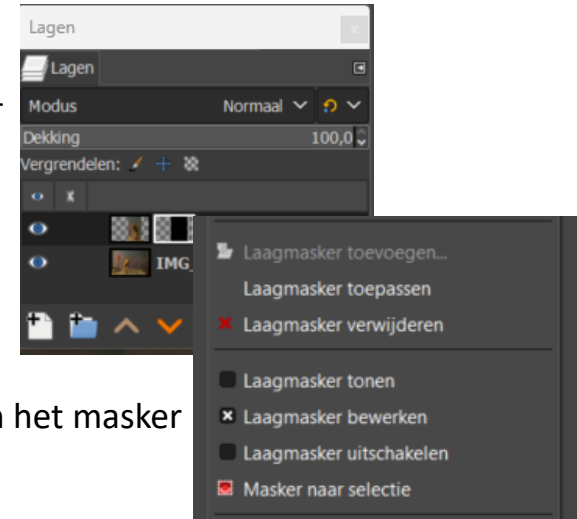 Lagen
Lagen
Modus Normaal
Dekking 100,0
Vergrendelen:
IMG_
Laagmasker toevoegen...
Laagmasker toepassen
Laagmasker verwijderen
Laagmasker tonen
het masker
Laagmasker bewerken
Laagmasker uitschakelen
Masker naar selectie